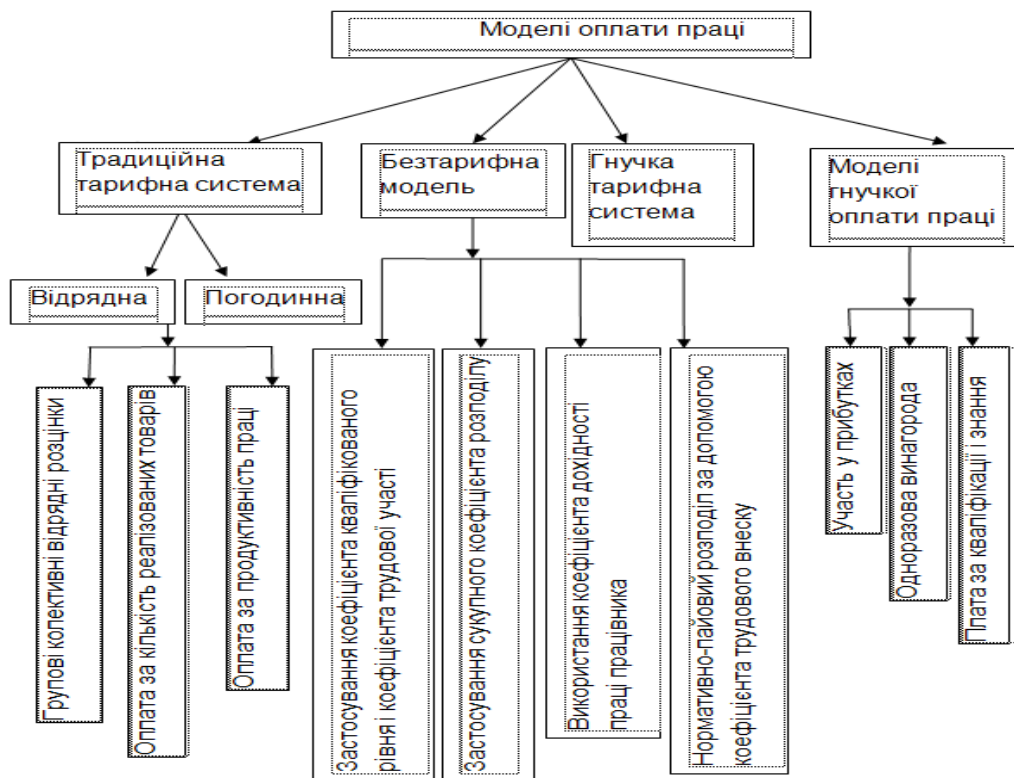 Моделі оплати праці
Традиційна
тарифна система
Безтарифна
модель
Гнучка
тарифна
система
Моделі
гнучкої
оплати праці
Відрядна
Погодинна
Групові колективні відрядні розцінки
Оплата за кількість реалізованих товарів
Оплата за продуктивність праці
Застосування коефіцієнта кваліфікованого
рівня і коефіцієнта трудової участі
Застосування сукупного коефіцієнта розподілу
Використання коефіцієнта дохідності
праці працівника
Нормативно-пайовий розподіл за допомогою
коефіцієнта трудового внеску
Участь у прибутках
Одноразова винагорода
Плата за кваліфікації і знання